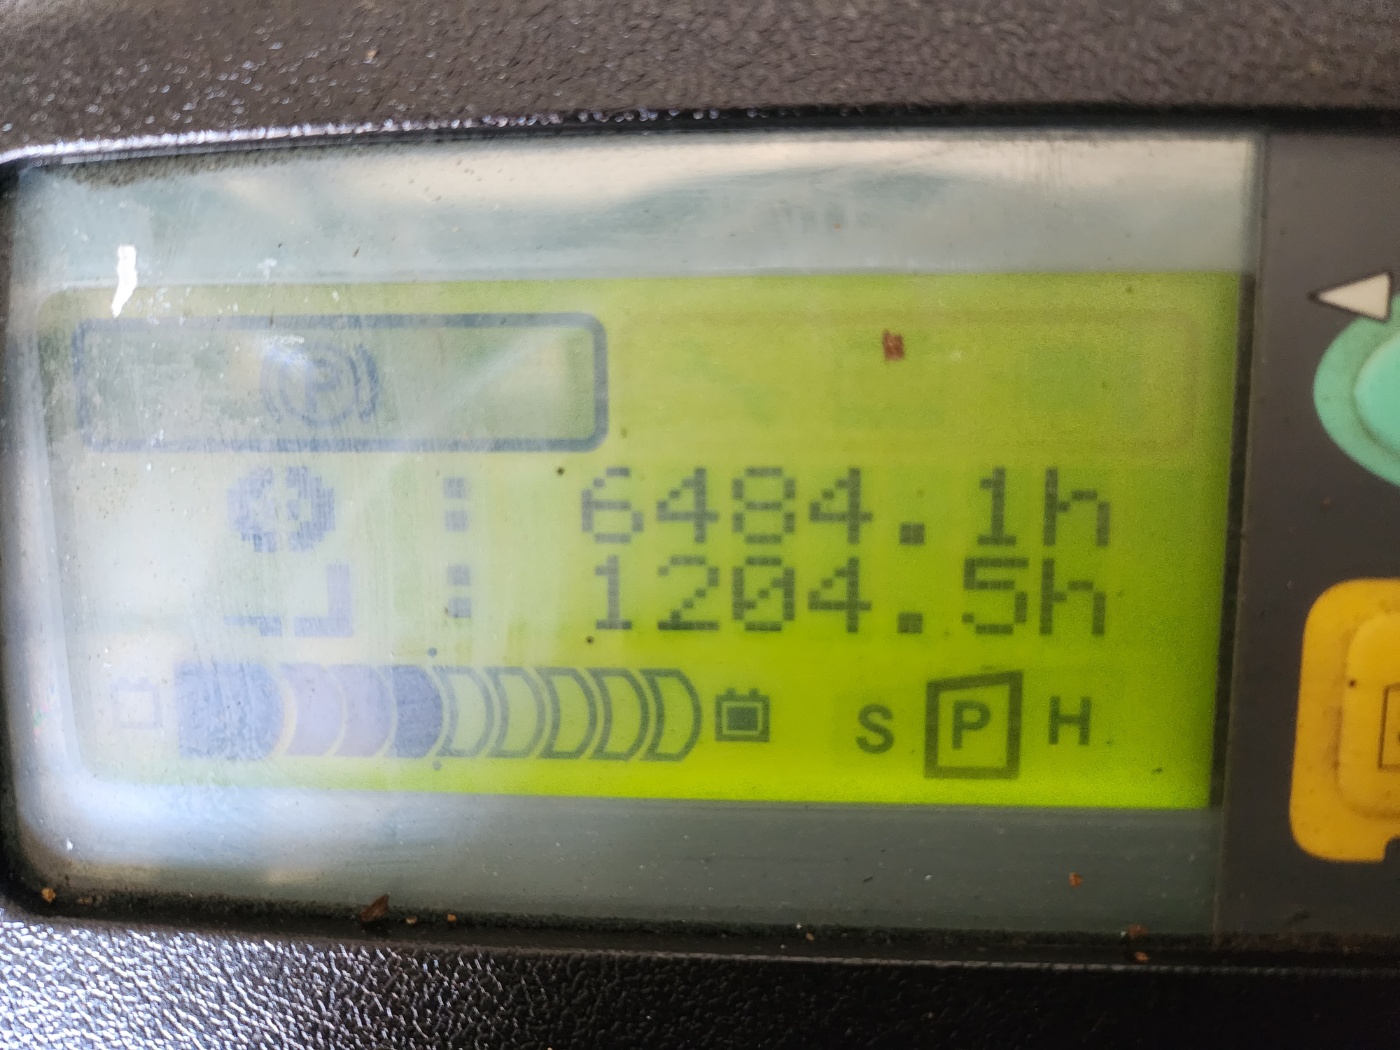 (P)
: 6484.1h
: 1204.5h
S P H